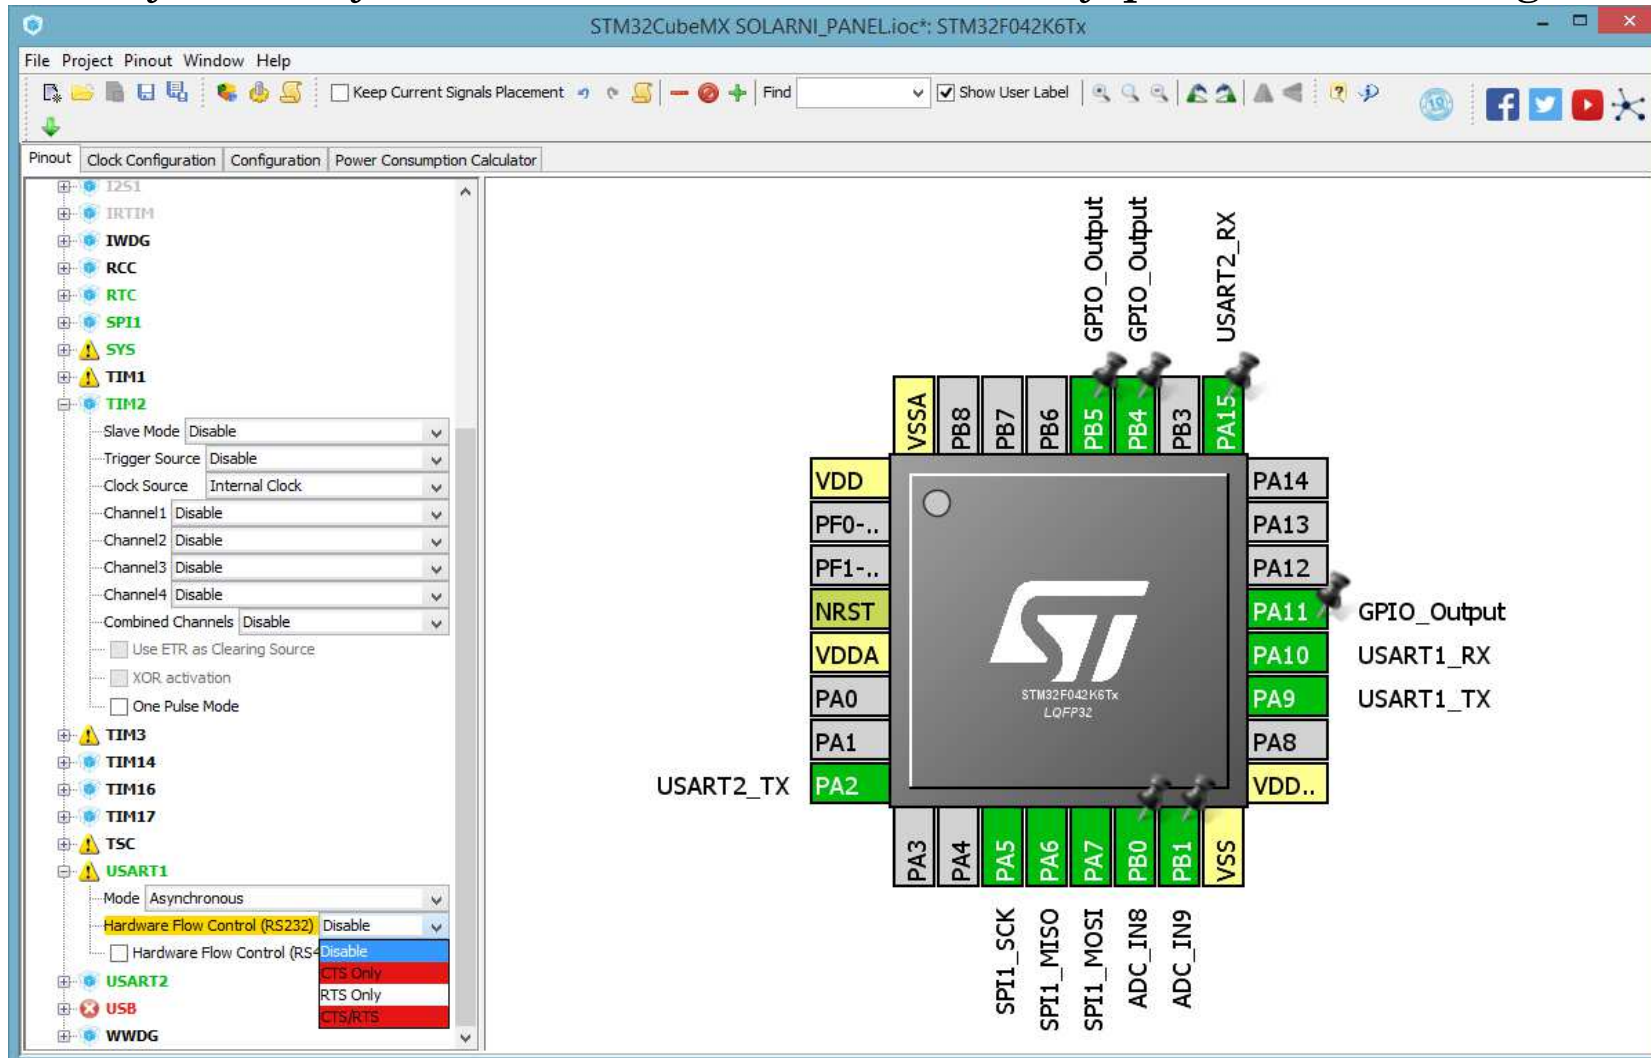 STM32CubeMX SOLARNI_PANEL.ioc*: STM32F042K6Tx
File Project Pinout Window Help
Keep Current Signals Placement Find Show User Label
Pinout Clock Configuration Configuration Power Consumption Calculator
I2S1
IRTIM
IWDG
RCC
RTC
SPI1
SYS
TIM1
TIM2
Slave Mode Disable
Trigger Source Disable
Clock Source Internal Clock
Channel1 Disable
Channel2 Disable
Channel3 Disable
Channel4 Disable
Combined Channels Disable
Use ETR as Clearing Source
XOR activation
One Pulse Mode
TIM3
TIM14
TIM16
TIM17
TSC
USART1
Mode Asynchronous
Hardware Flow Control (RS232) Disable
Hardware Flow Control (RS4
Disable
CTS Only
RTS Only
CTS/RTS
USART2
USB
WWDG
GPIO_Output
GPIO_Output
USART2_RX
VSSA
PB8
PB7
PB6
PB5
PB4
PB3
PA15
VDD
PF0-..
PF1-..
NRST
VDDA
PA0
PA1
USART2_TX PA2
STM32F042K6Tx
LQFP32
PA14
PA13
PA12
PA11 GPIO_Output
PA10 USART1_RX
PA9 USART1_TX
PA8
VDD..
PA3
PA4
PA5
PA6
PA7
PB0
PB1
VSS
SPI1_SCK
SPI1_MISO
SPI1_MOSI
ADC_IN8
ADC_IN9